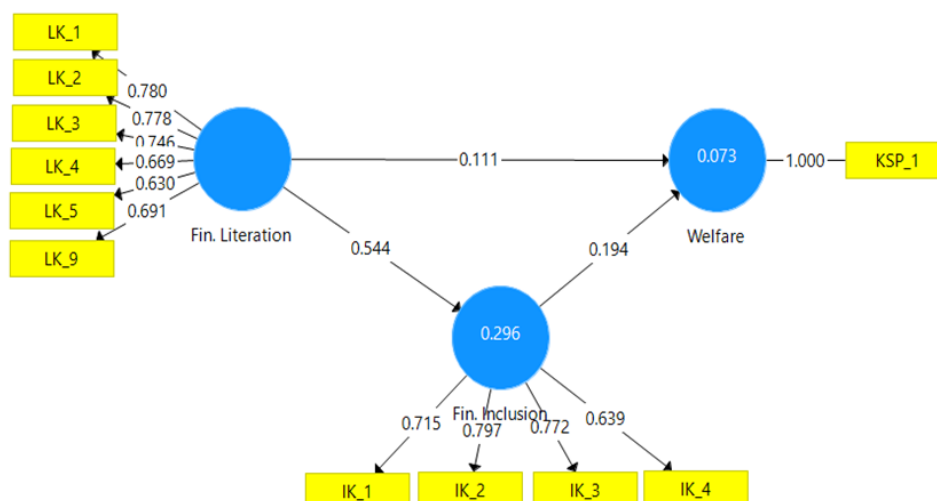 LK_1
LK_2
LK_3
LK_4
LK_5
LK_9
0.780
0.778
0.746
0.669
0.630
0.691
Fin. Literation
0.111
0.544
0.073
Welfare
1.000
KSP_1
0.194
0.296
Fin. Inclusion
0.715
0.797
0.772
0.639
IK_1
IK_2
IK_3
IK_4